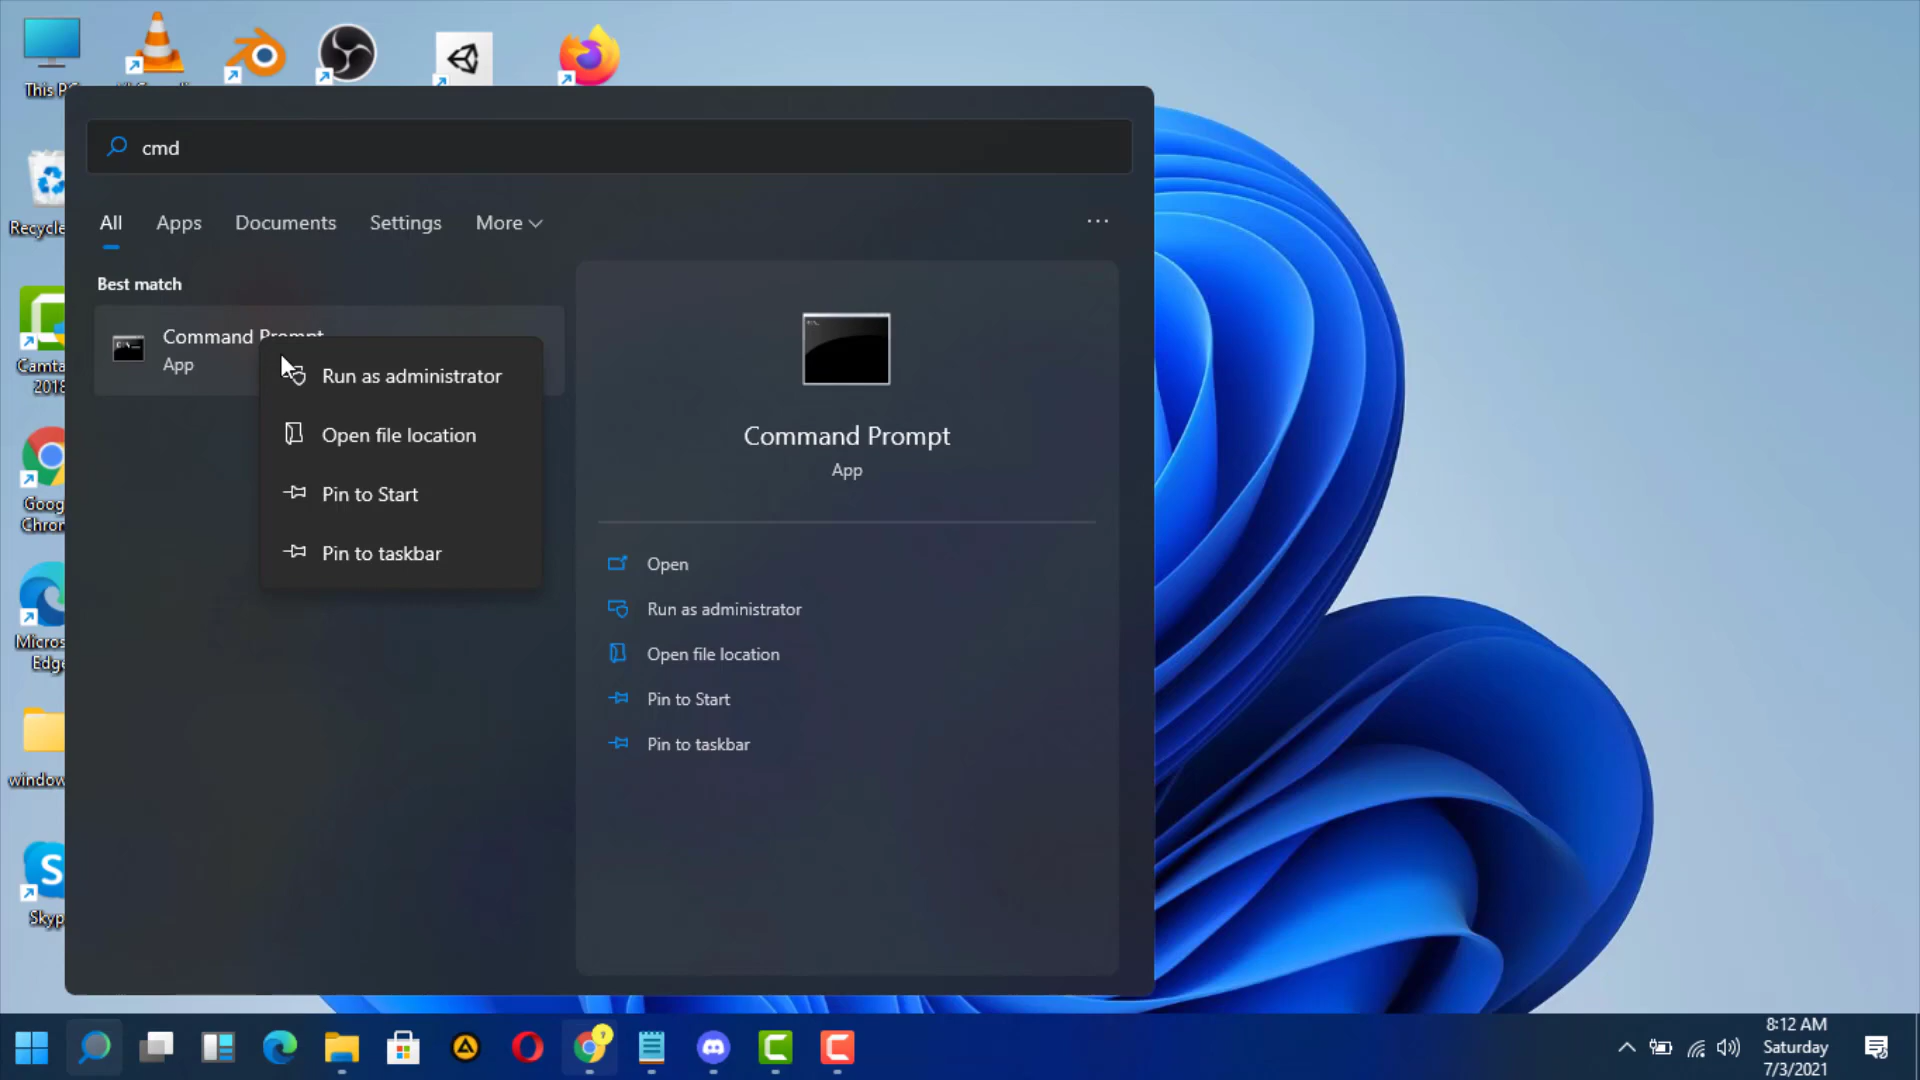 This P
cmd
All
Apps
Documents
Settings
More
...
Best match
Command Prompt
App
Run as administrator
Open file location
Pin to Start
Pin to taskbar
Command Prompt
App
Open
Run as administrator
Open file location
Pin to Start
Pin to taskbar
Recycle
Camta
2018
Goog
Chron
Micros
Edge
window
Skyp
8:12 AM
Saturday
7/3/2021